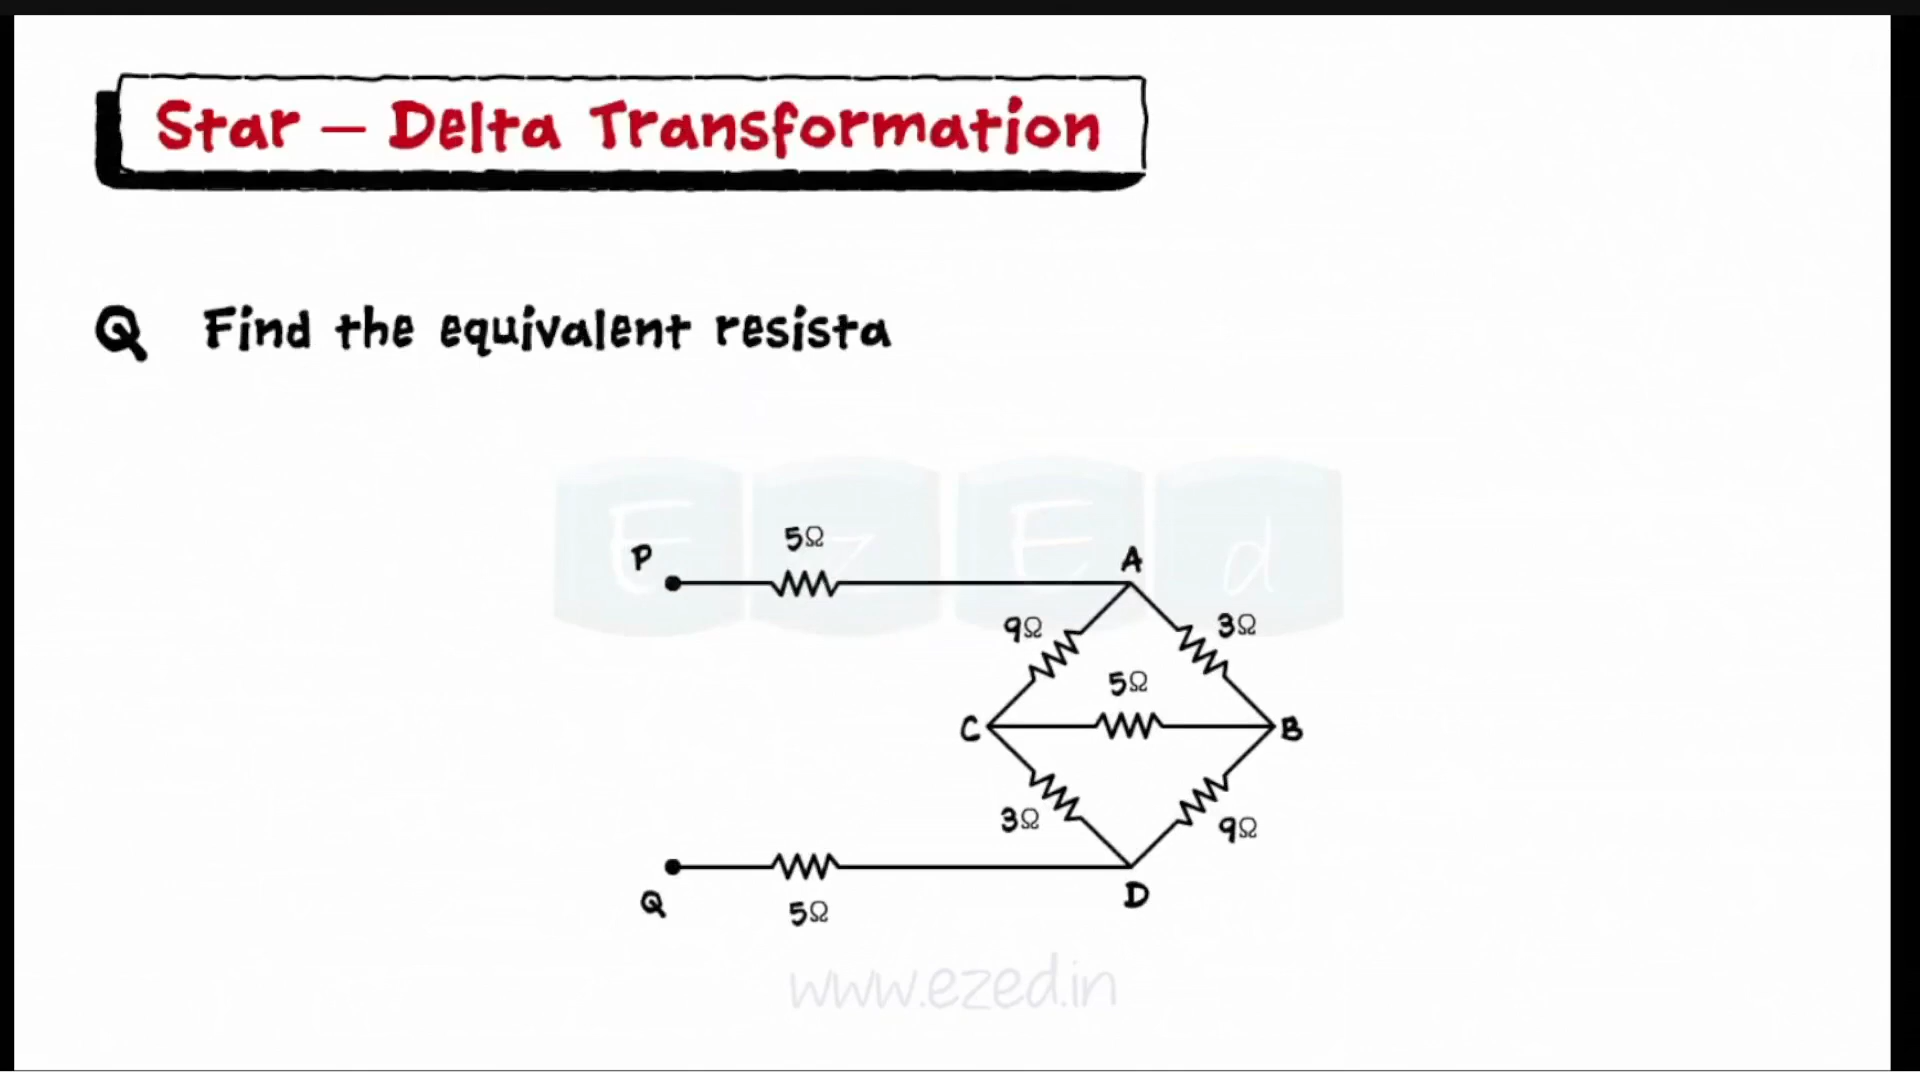 Star – Delta Transformation
Q Find the equivalent resista
E z E d
5Ω
P
A
9Ω
3Ω
5Ω
C
B
3Ω
9Ω
Q
D
5Ω
www.ezed.in